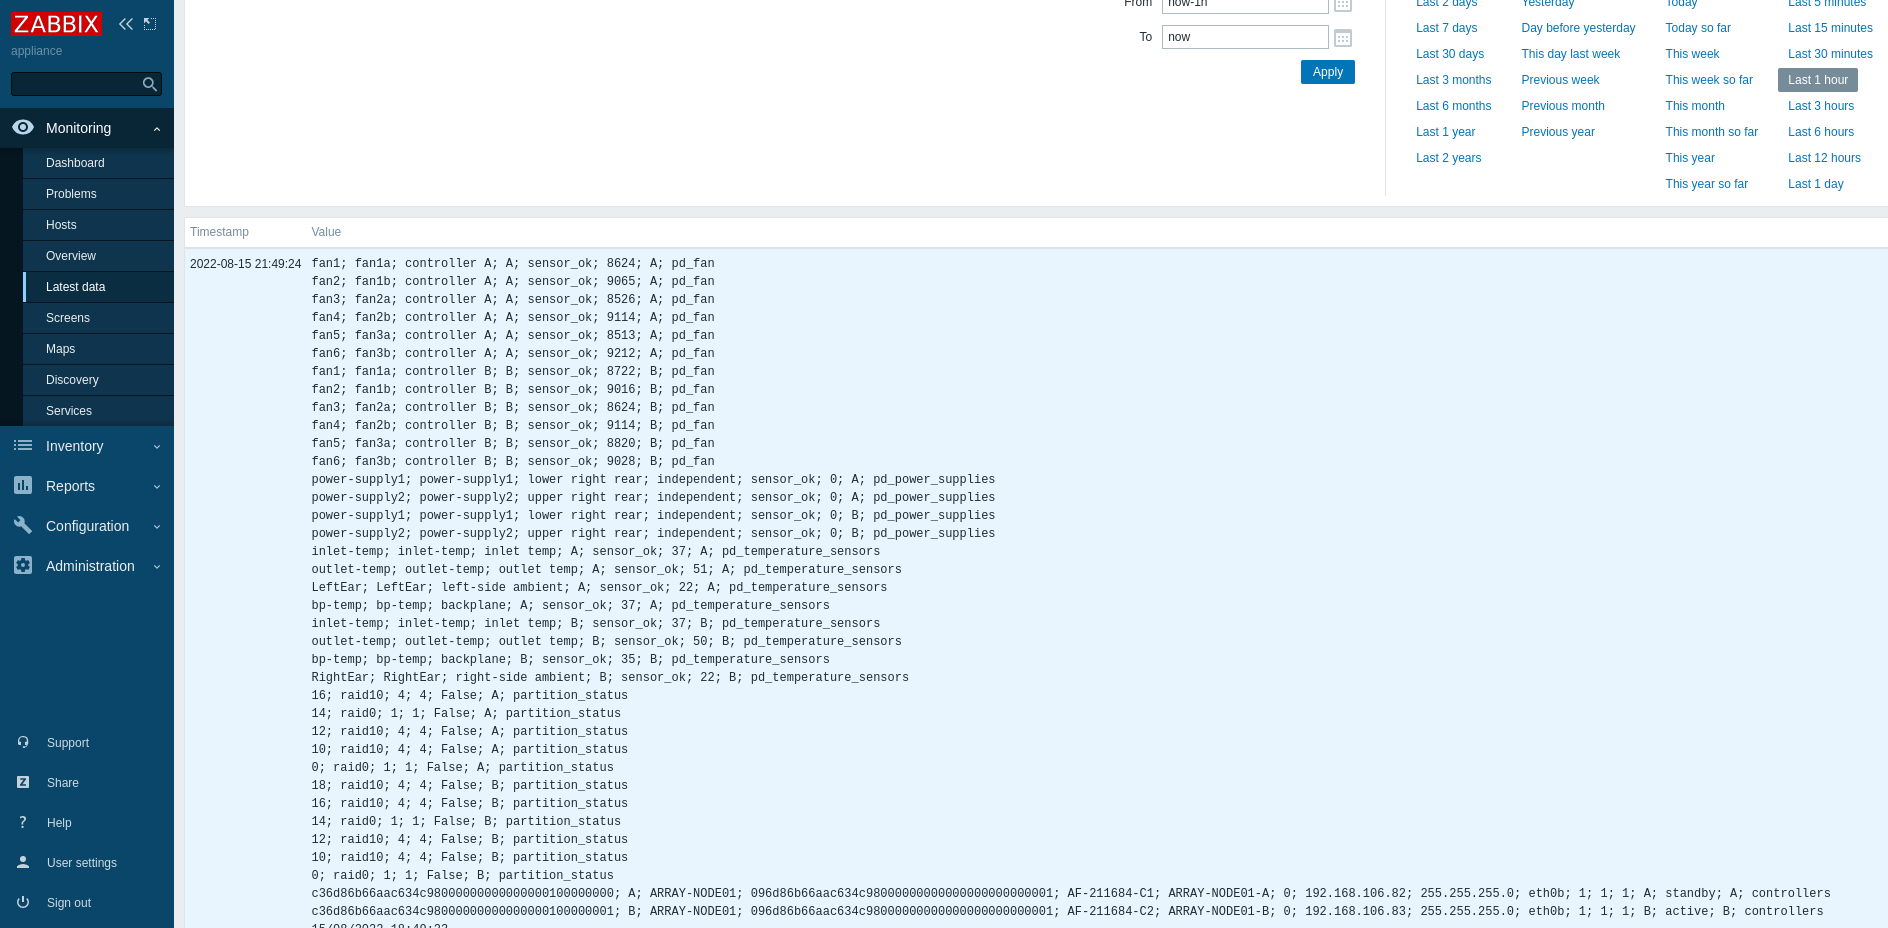 ZABBIX
appliance
Monitoring
Dashboard
Problems
Hosts
Overview
Latest data
Screens
Maps
Discovery
Services
Inventory
Reports
Configuration
Administration
Support
Share
Help
User settings
Sign out
From now-1h
To now
Apply
Last 2 days Yesterday Today Last 5 minutes
Last 7 days Day before yesterday Today so far Last 15 minutes
Last 30 days This day last week This week Last 30 minutes
Last 3 months Previous week This week so far Last 1 hour
Last 6 months Previous month This month Last 3 hours
Last 1 year Previous year This month so far Last 6 hours
Last 2 years This year Last 12 hours
This year so far Last 1 day
Timestamp Value
2022-08-15 21:49:24 fan1; fan1a; controller A; A; sensor_ok; 8624; A; pd_fan
fan2; fan1b; controller A; A; sensor_ok; 9065; A; pd_fan
fan3; fan2a; controller A; A; sensor_ok; 8526; A; pd_fan
fan4; fan2b; controller A; A; sensor_ok; 9114; A; pd_fan
fan5; fan3a; controller A; A; sensor_ok; 8513; A; pd_fan
fan6; fan3b; controller A; A; sensor_ok; 9212; A; pd_fan
fan1; fan1a; controller B; B; sensor_ok; 8722; B; pd_fan
fan2; fan1b; controller B; B; sensor_ok; 9016; B; pd_fan
fan3; fan2a; controller B; B; sensor_ok; 8624; B; pd_fan
fan4; fan2b; controller B; B; sensor_ok; 9114; B; pd_fan
fan5; fan3a; controller B; B; sensor_ok; 8820; B; pd_fan
fan6; fan3b; controller B; B; sensor_ok; 9028; B; pd_fan
power-supply1; power-supply1; lower right rear; independent; sensor_ok; 0; A; pd_power_supplies
power-supply2; power-supply2; upper right rear; independent; sensor_ok; 0; A; pd_power_supplies
power-supply1; power-supply1; lower right rear; independent; sensor_ok; 0; B; pd_power_supplies
power-supply2; power-supply2; upper right rear; independent; sensor_ok; 0; B; pd_power_supplies
inlet-temp; inlet-temp; inlet temp; A; sensor_ok; 37; A; pd_temperature_sensors
outlet-temp; outlet-temp; outlet temp; A; sensor_ok; 51; A; pd_temperature_sensors
LeftEar; LeftEar; left-side ambient; A; sensor_ok; 22; A; pd_temperature_sensors
bp-temp; bp-temp; backplane; A; sensor_ok; 37; A; pd_temperature_sensors
inlet-temp; inlet-temp; inlet temp; B; sensor_ok; 37; B; pd_temperature_sensors
outlet-temp; outlet-temp; outlet temp; B; sensor_ok; 50; B; pd_temperature_sensors
bp-temp; bp-temp; backplane; B; sensor_ok; 35; B; pd_temperature_sensors
RightEar; RightEar; right-side ambient; B; sensor_ok; 22; B; pd_temperature_sensors
16; raid10; 4; 4; False; A; partition_status
14; raid0; 1; 1; False; A; partition_status
12; raid10; 4; 4; False; A; partition_status
10; raid10; 4; 4; False; A; partition_status
0; raid0; 1; 1; False; A; partition_status
18; raid10; 4; 4; False; B; partition_status
16; raid10; 4; 4; False; B; partition_status
14; raid0; 1; 1; False; B; partition_status
12; raid10; 4; 4; False; B; partition_status
10; raid10; 4; 4; False; B; partition_status
0; raid0; 1; 1; False; B; partition_status
c36d86b66aac634c98000000000000000100000000; A; ARRAY-NODE01; 096d86b66aac634c98000000000000000000000001; AF-211684-C1; ARRAY-NODE01-A; 0; 192.168.106.82; 255.255.255.0; eth0b; 1; 1; 1; A; standby; A; controllers
c36d86b66aac634c98000000000000000100000001; B; ARRAY-NODE01; 096d86b66aac634c98000000000000000000000001; AF-211684-C2; ARRAY-NODE01-B; 0; 192.168.106.83; 255.255.255.0; eth0b; 1; 1; 1; B; active; B; controllers